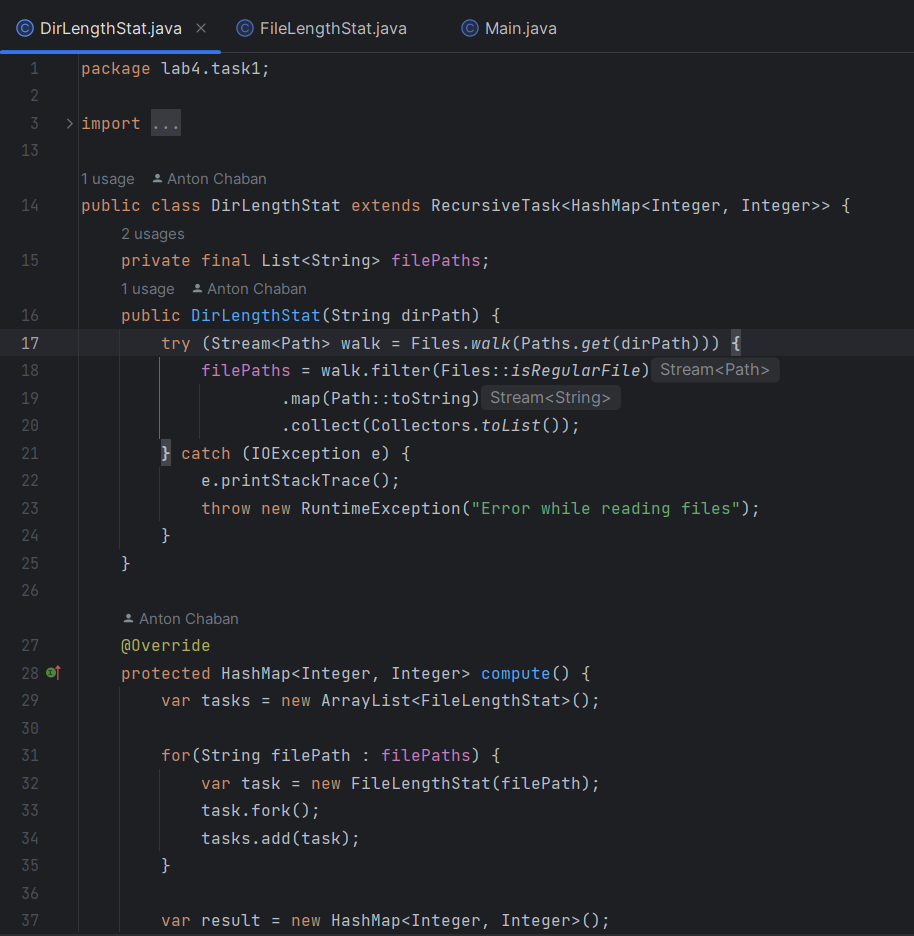 DirLengthStat.java FileLengthStat.java Main.java
1 package lab4.task1;
2
3 import ...
13
1 usage Anton Chaban
14 public class DirLengthStat extends RecursiveTask<HashMap<Integer, Integer>> {
2 usages
15 private final List<String> filePaths;
1 usage Anton Chaban
16 public DirLengthStat(String dirPath) {
17 try (Stream<Path> walk = Files.walk(Paths.get(dirPath))) {
18 filePaths = walk.filter(Files::isRegularFile) Stream<Path>
19 .map(Path::toString) Stream<String>
20 .collect(Collectors.toList());
21 } catch (IOException e) {
22 e.printStackTrace();
23 throw new RuntimeException("Error while reading files");
24 }
25 }
26
Anton Chaban
27 @Override
28 protected HashMap<Integer, Integer> compute() {
29 var tasks = new ArrayList<FileLengthStat>();
30
31 for(String filePath : filePaths) {
32 var task = new FileLengthStat(filePath);
33 task.fork();
34 tasks.add(task);
35 }
36
37 var result = new HashMap<Integer, Integer>();